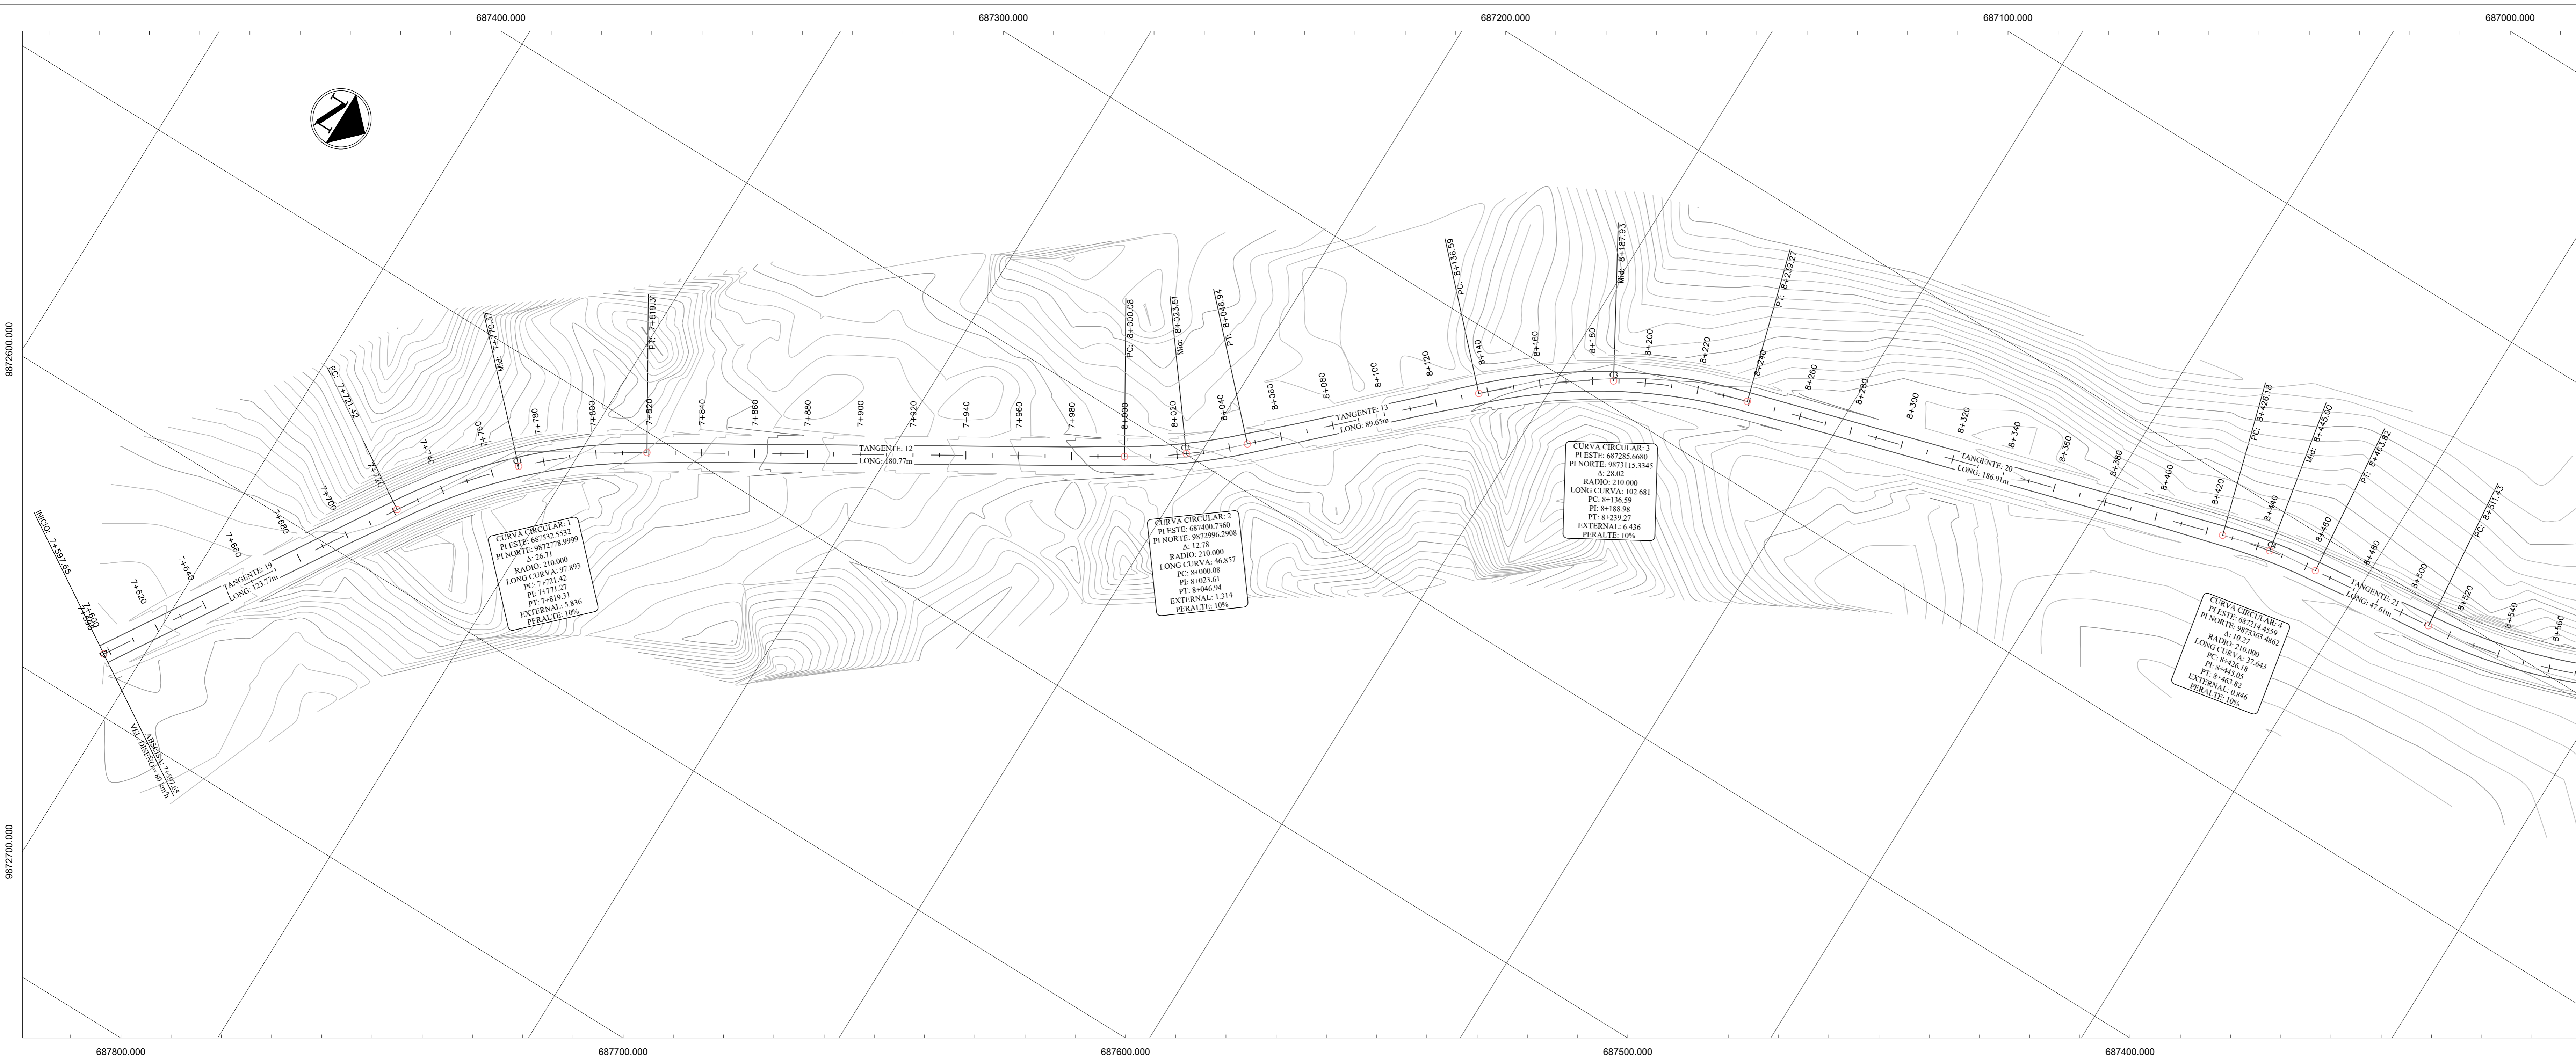 687400.000
687300.000
687200.000
687100.000
687000.000
9872600.000
9872700.000
N
INICIO: 7+597.65
7+598
7+600
7+620
7+640
7+660
7+680
7+700
7+720
7+740
7+760
7+780
7+800
7+820
7+840
7+860
7+880
7+900
7+920
7+940
7+960
7+980
8+000
8+020
8+040
8+060
8+080
8+100
8+120
8+140
8+160
8+180
8+200
8+220
8+240
8+260
8+280
8+300
8+320
8+340
8+360
8+380
8+400
8+420
8+440
8+460
8+480
8+500
8+520
8+540
8+560
PC: 7+721.42
Mid: 7+770.37
PT: 7+819.31
PC: 8+000.08
Mid: 8+023.51
PT: 8+046.94
PC: 8+136.59
Mid: 8+187.93
PT: 8+239.27
PC: 8+426.18
Mid: 8+445.00
PT: 8+463.82
PC: 8+511.43
C1
C2
C3
C4
TANGENTE: 19
LONG: 123.77m
TANGENTE: 12
LONG: 180.77m
TANGENTE: 13
LONG: 89.65m
TANGENTE: 20
LONG: 186.91m
TANGENTE: 21
LONG: 47.61m
ABSCISA: 7+597.65
VEL. DISEÑO = 80 km/h
CURVA CIRCULAR: 1
PI ESTE: 687532.5532
PI NORTE: 9872778.9999
Δ: 26.71
RADIO: 210.000
LONG CURVA: 97.893
PC: 7+721.42
PI: 7+771.27
PT: 7+819.31
EXTERNAL: 5.836
PERALTE: 10%
CURVA CIRCULAR: 2
PI ESTE: 687400.7360
PI NORTE: 9872996.2908
Δ: 12.78
RADIO: 210.000
LONG CURVA: 46.857
PC: 8+000.08
PI: 8+023.61
PT: 8+046.94
EXTERNAL: 1.314
PERALTE: 10%
CURVA CIRCULAR: 3
PI ESTE: 687285.6680
PI NORTE: 9873115.3345
Δ: 28.02
RADIO: 210.000
LONG CURVA: 102.681
PC: 8+136.59
PI: 8+188.98
PT: 8+239.27
EXTERNAL: 6.436
PERALTE: 10%
CURVA CIRCULAR: 4
PI ESTE: 687214.4559
PI NORTE: 9873363.4862
Δ: 10.27
RADIO: 210.000
LONG CURVA: 37.643
PC: 8+426.18
PI: 8+445.05
PT: 8+463.82
EXTERNAL: 0.846
PERALTE: 10%
687800.000
687700.000
687600.000
687500.000
687400.000